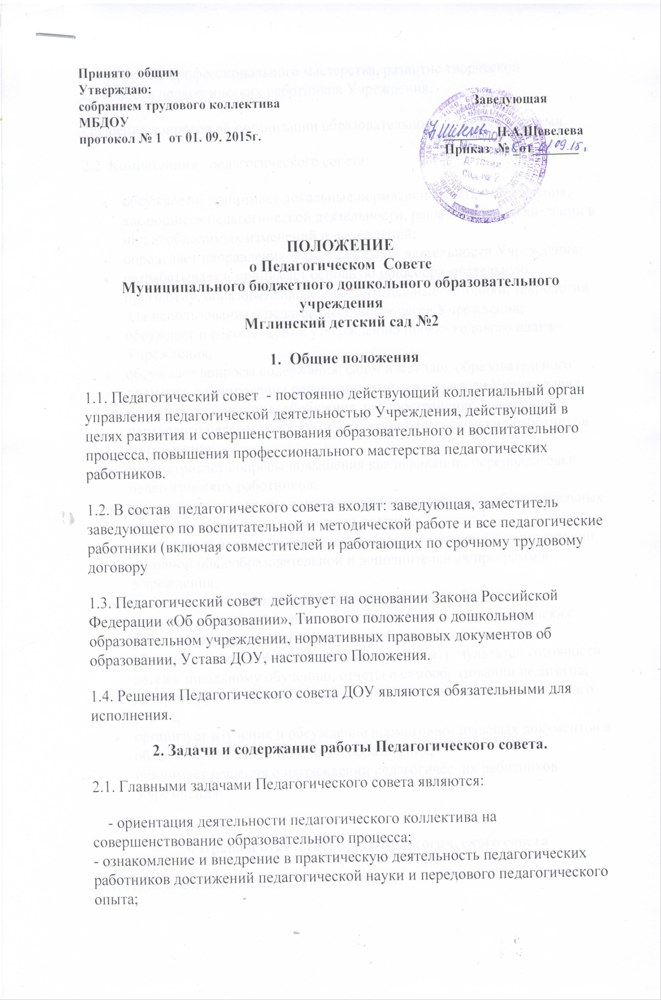 Принято общим
Утверждаю:
собранием трудового коллектива
МБДОУ
протокол № 1 от 01. 09. 2015г.
Заведующая
Н.А.Шевелева
Приказ № 8 от 01.09.15г
МБДОУ
Мглинский
детский
сад № 2
ПОЛОЖЕНИЕ
о Педагогическом Совете
Муниципального бюджетного дошкольного образовательного
учреждения
Мглинский детский сад №2
1. Общие положения
1.1. Педагогический совет - постоянно действующий коллегиальный орган
управления педагогической деятельностью Учреждения, действующий в
целях развития и совершенствования образовательного и воспитательного
процесса, повышения профессионального мастерства педагогических
работников.
1.2. В состав педагогического совета входят: заведующая, заместитель
заведующего по воспитательной и методической работе и все педагогические
работники (включая совместителей и работающих по срочному трудовому
договору
1.3. Педагогический совет действует на основании Закона Российской
Федерации «Об образовании», Типового положения о дошкольном
образовательном учреждении, нормативных правовых документов об
образовании, Устава ДОУ, настоящего Положения.
1.4. Решения Педагогического совета ДОУ являются обязательными для
исполнения.
2. Задачи и содержание работы Педагогического совета.
2.1. Главными задачами Педагогического совета являются:
- ориентация деятельности педагогического коллектива на
совершенствование образовательного процесса;
- ознакомление и внедрение в практическую деятельность педагогических
работников достижений педагогической науки и передового педагогического
опыта;